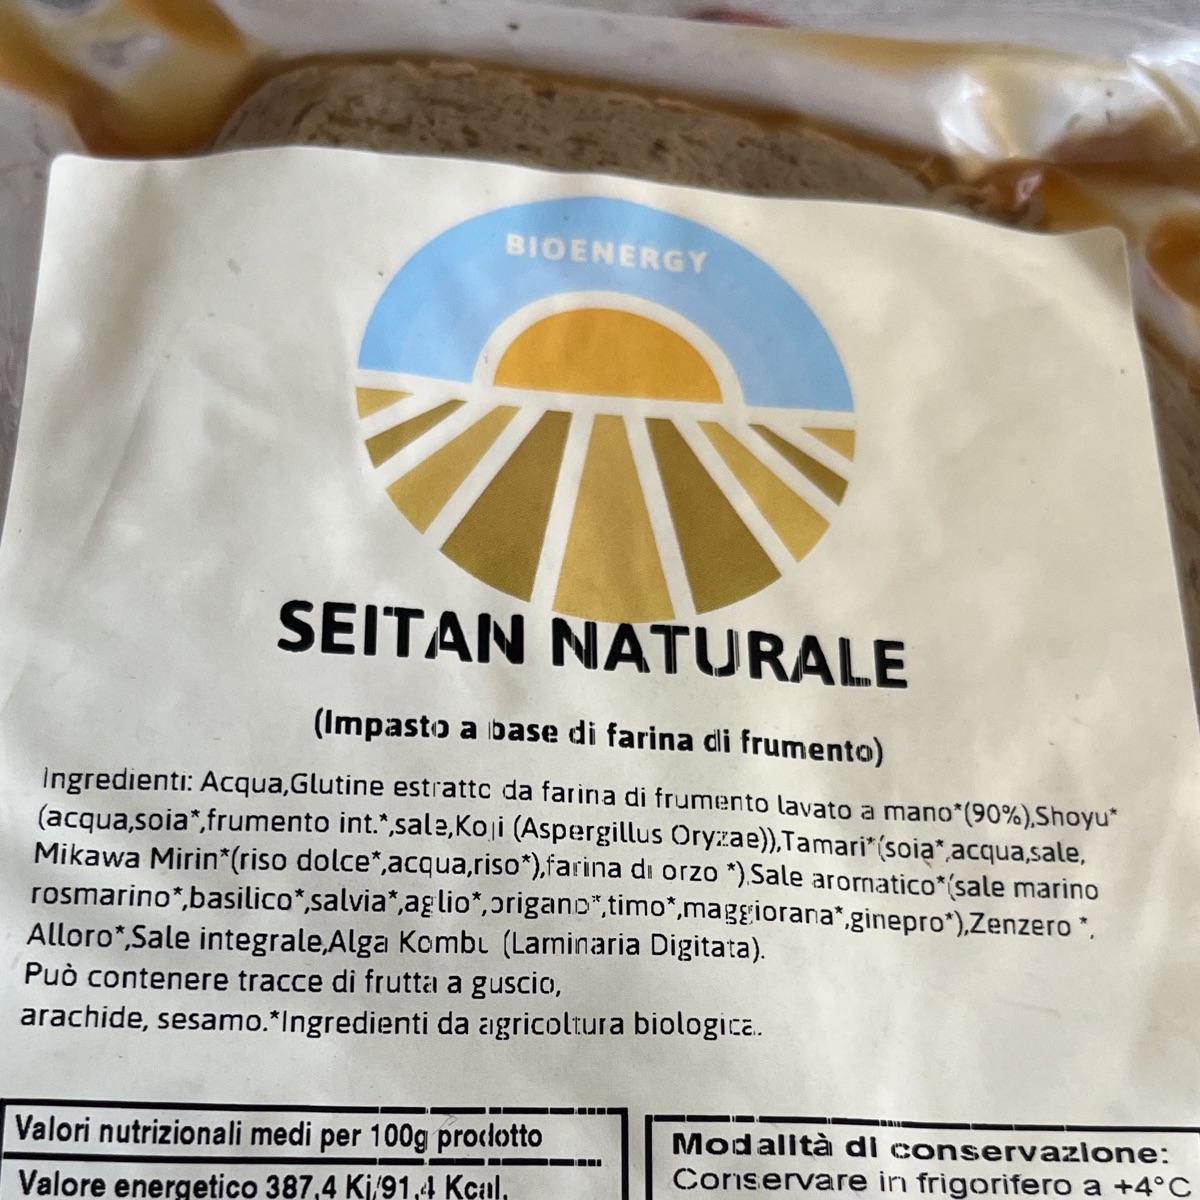 BIOENERGY
SEITAN NATURALE
(Impasto a base di farina di frumento)
Ingredienti: Acqua,Glutine estratto da farina di frumento lavato a mano*(90%),Shoyu*
(acqua,soia*,frumento int.*,sale,Koji (Aspergillus Oryzae)),Tamari*(soia*,acqua,sale,
Mikawa Mirin*(riso dolce*,acqua,riso*),farina di orzo *),Sale aromatico*(sale marino
rosmarino*,basilico*,salvia*,aglio*,origano*,timo*,maggiorana*,ginepro*),Zenzero *,
Alloro*,Sale integrale,Alga Kombu (Laminaria Digitata).
Può contenere tracce di frutta a guscio,
arachide, sesamo.*Ingredienti da agricoltura biologica.
Valori nutrizionali medi per 100g prodotto
Valore energetico 387,4 Kj/91,4 Kcal.
Modalità di conservazione:
Conservare in frigorifero a +4°C